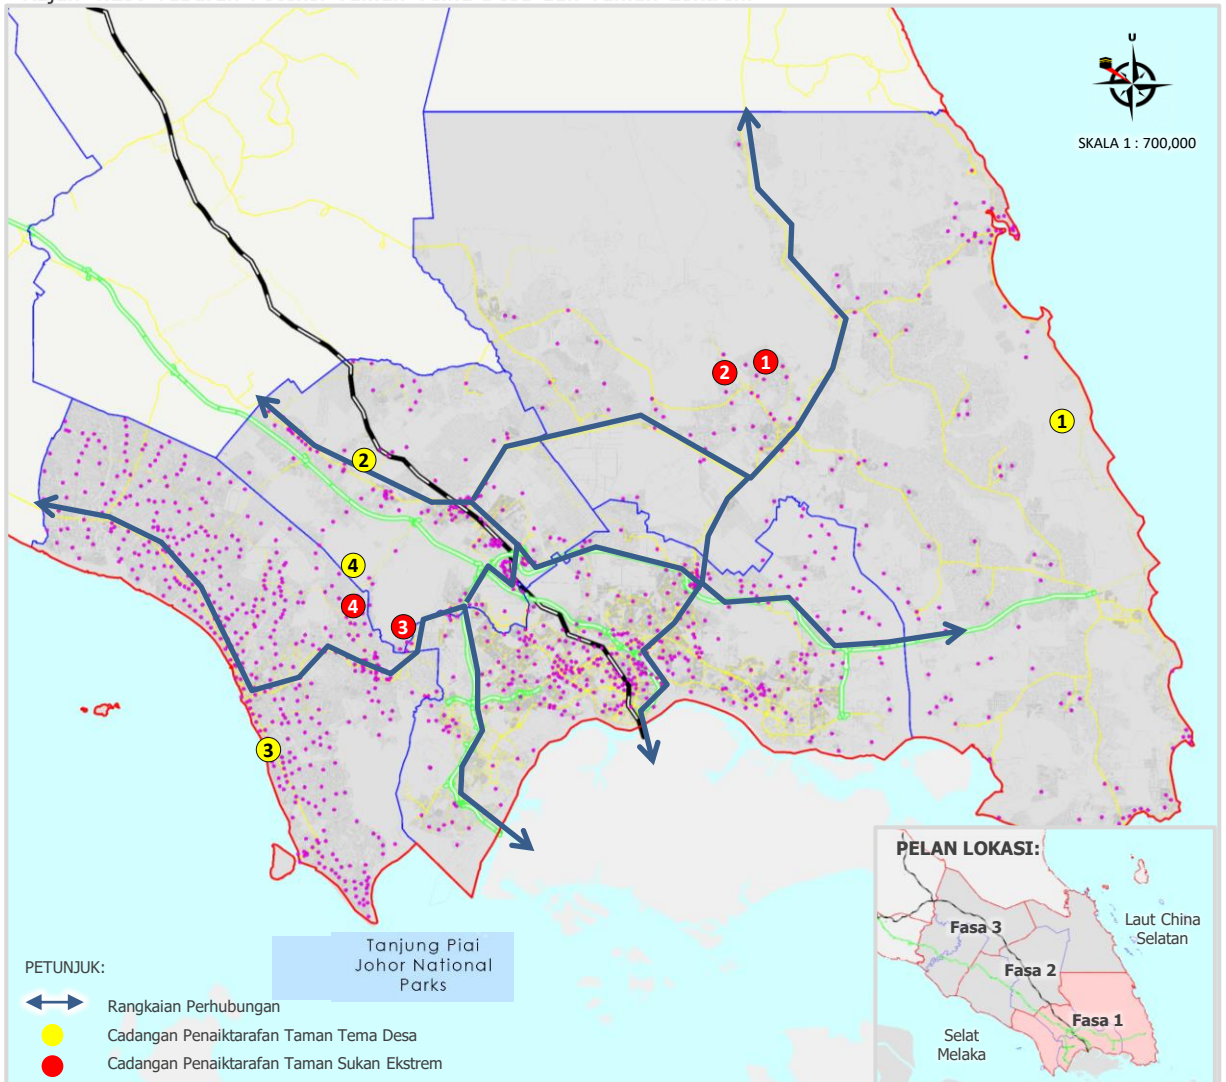 U
SKALA 1 : 700,000
1
2
1
2
4
4
3
3
PELAN LOKASI:
Fasa 3
Laut China
Selatan
Fasa 2
Fasa 1
Selat
Melaka
Tanjung Piai
Johor National
Parks
PETUNJUK:
Rangkaian Perhubungan
Cadangan Penaiktarafan Taman Tema Desa
Cadangan Penaiktarafan Taman Sukan Ekstrem